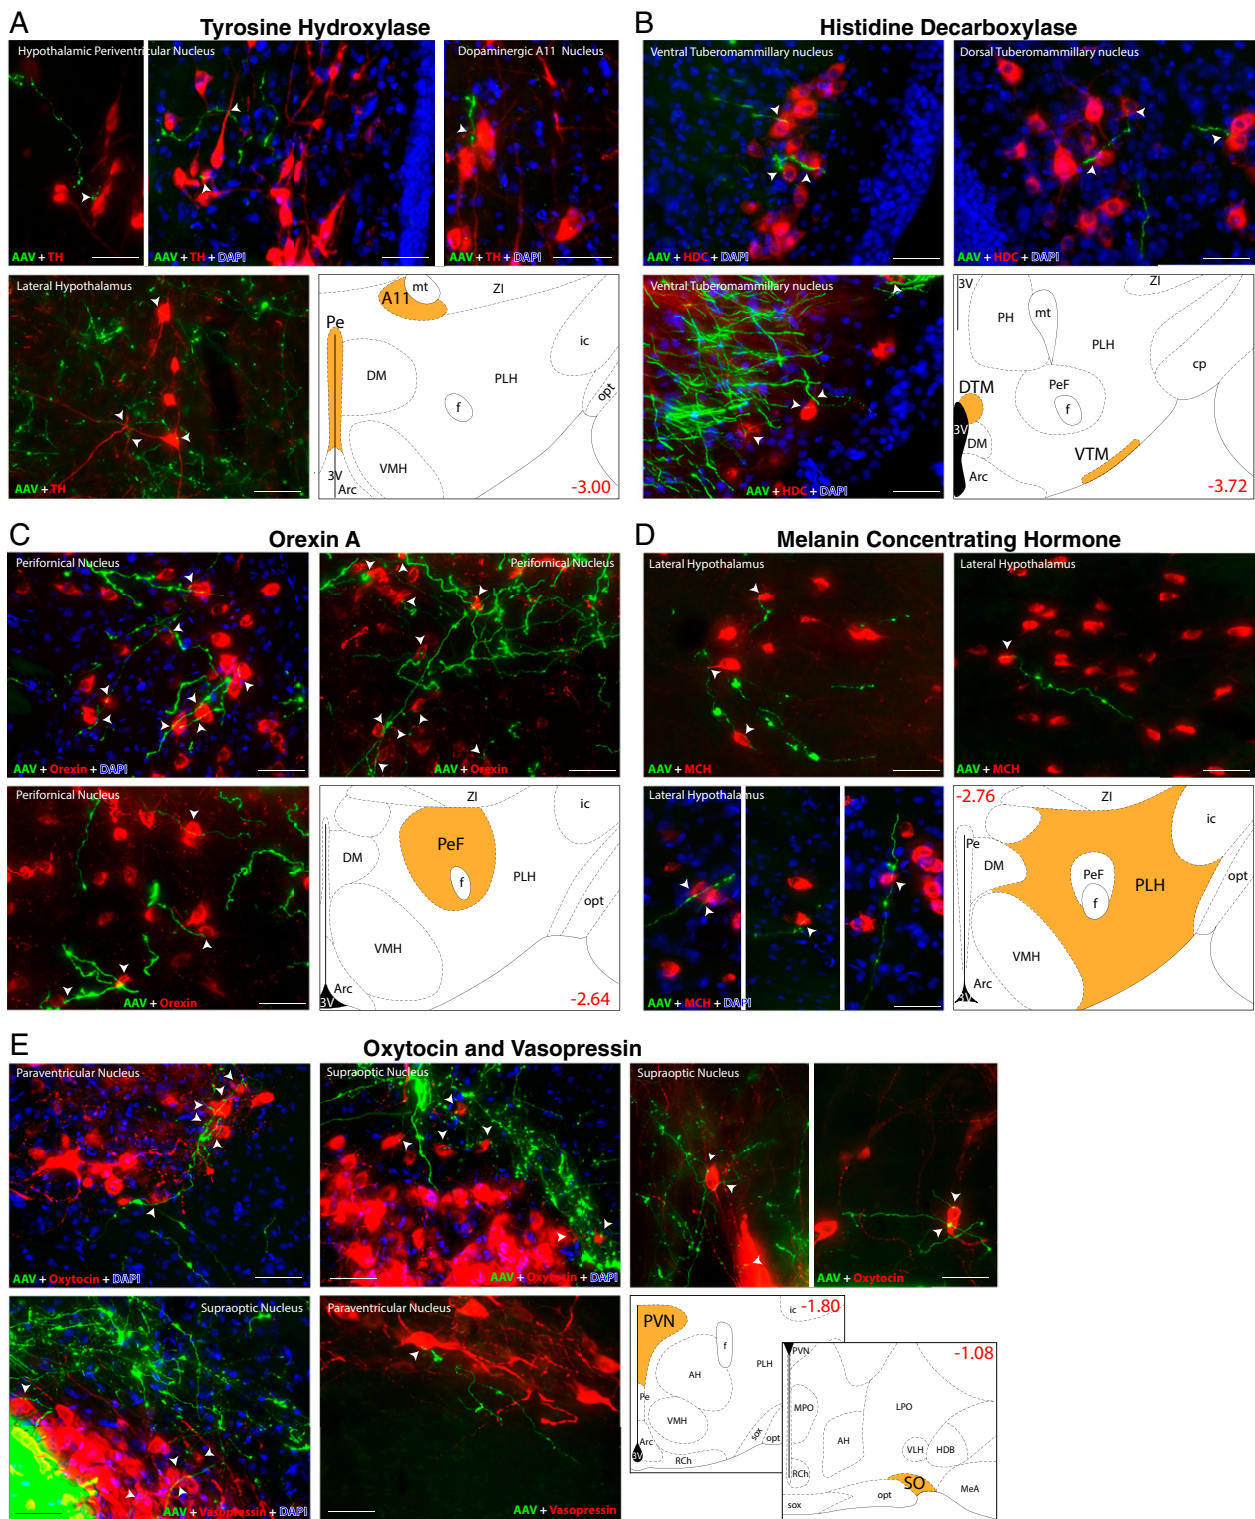 A
Tyrosine Hydroxylase
Hypothalamic Periventricular Nucleus
Dopaminergic A11 Nucleus
AAV + TH
AAV + TH + DAPI
AAV + TH + DAPI
Lateral Hypothalamus
AAV + TH
mt
ZI
A11
Pe
ic
DM
PLH
opt
f
VMH
3V
Arc
-3.00
B
Histidine Decarboxylase
Ventral Tuberomammillary nucleus
Dorsal Tuberomammillary nucleus
AAV + HDC + DAPI
AAV + HDC + DAPI
Ventral Tuberomammillary nucleus
AAV + HDC + DAPI
3V
ZI
PH
mt
PLH
cp
DTM
PeF
f
3V
DM
VTM
Arc
-3.72
C
Orexin A
Perifornical Nucleus
Perifornical Nucleus
AAV + Orexin + DAPI
AAV + Orexin
Perifornical Nucleus
AAV + Orexin
ZI
ic
PeF
DM
PLH
f
opt
VMH
Arc
3V
-2.64
D
Melanin Concentrating Hormone
Lateral Hypothalamus
Lateral Hypothalamus
AAV + MCH
AAV + MCH
Lateral Hypothalamus
AAV + MCH + DAPI
-2.76
ZI
ic
Pe
DM
PeF
PLH
opt
f
VMH
Arc
3V
E
Oxytocin and Vasopressin
Paraventricular Nucleus
Supraoptic Nucleus
Supraoptic Nucleus
AAV + Oxytocin + DAPI
AAV + Oxytocin + DAPI
AAV + Oxytocin
Supraoptic Nucleus
Paraventricular Nucleus
AAV + Vasopressin + DAPI
AAV + Vasopressin
ic
-1.80
PVN
f
PLH
AH
Pe
VMH
Arc
sox
opt
3V
RCh
PVN
-1.08
MPO
LPO
AH
VLH
HDB
RCh
SO
opt
MeA
sox